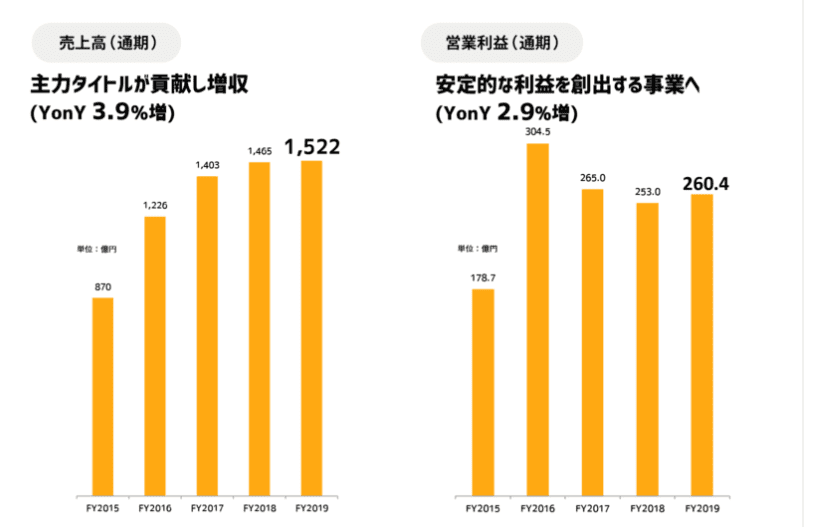 売上高（通期）
主力タイトルが貢献し増収
(YonY 3.9%増)
単位：億円
870
1,226
1,403
1,465
1,522
FY2015
FY2016
FY2017
FY2018
FY2019
営業利益（通期）
安定的な利益を創出する事業へ
(YonY 2.9%増)
単位：億円
178.7
304.5
265.0
253.0
260.4
FY2015
FY2016
FY2017
FY2018
FY2019